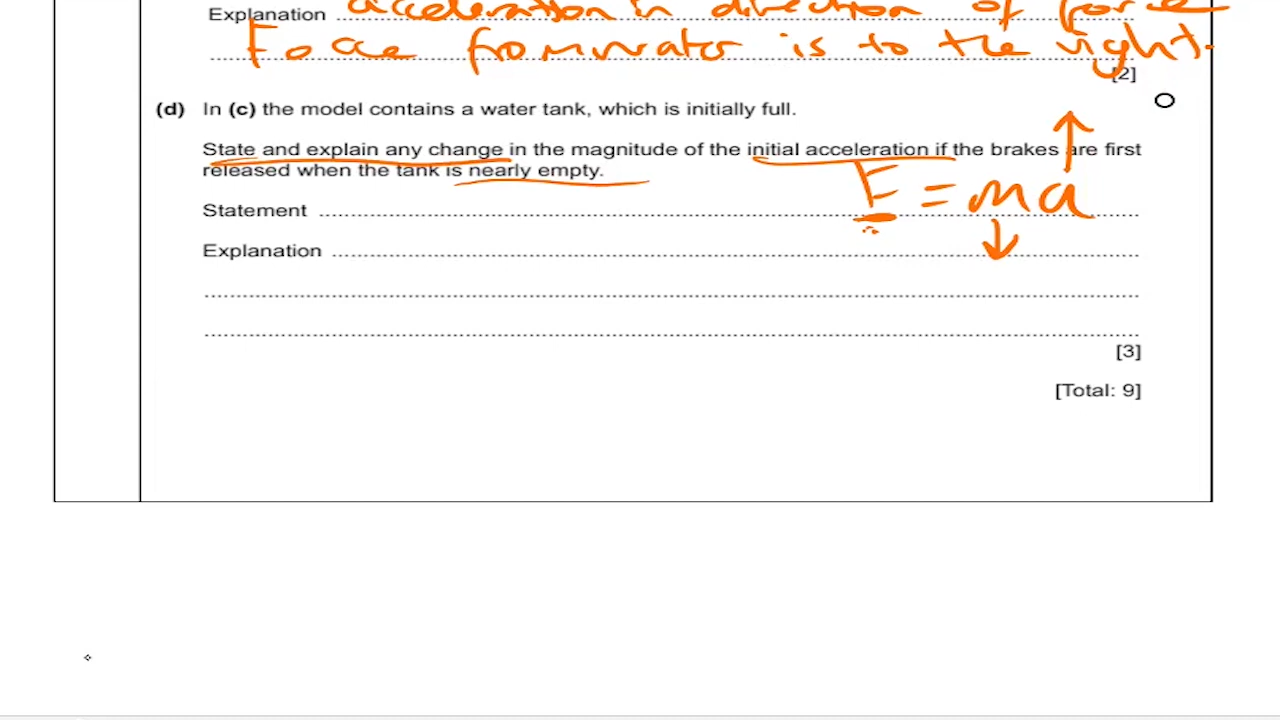 Explanation acceleration in direction of force
Force from water is to the right.
[2]
(d) In (c) the model contains a water tank, which is initially full.
State and explain any change in the magnitude of the initial acceleration if the brakes are first
released when the tank is nearly empty.
F = ma
Statement
Explanation
[3]
[Total: 9]